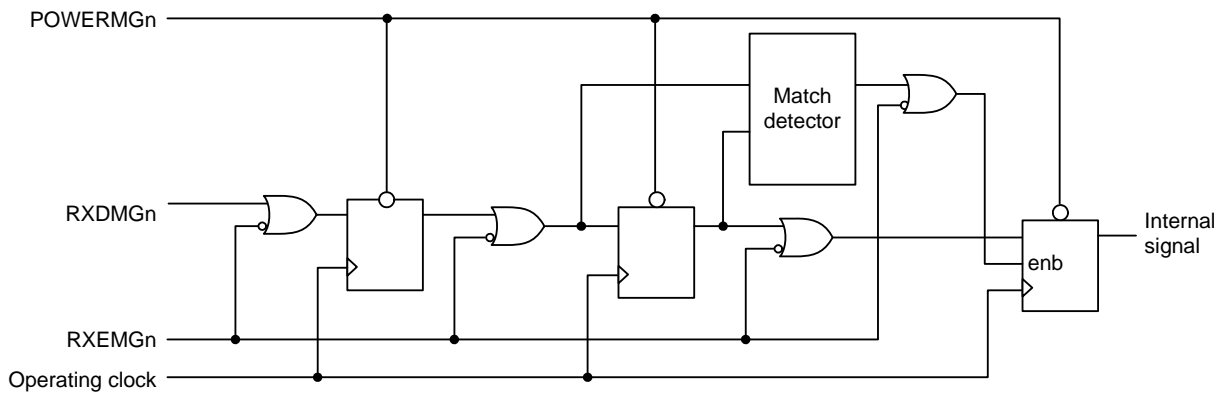 POWERMGn
Match
detector
RXDMGn
Internal
signal
enb
RXEMGn
Operating clock